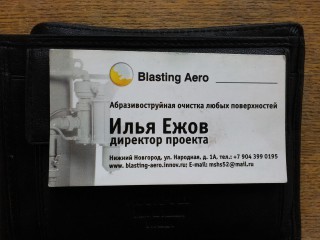 Blasting Aero
Абразивоструйная очистка любых поверхностей
Илья Ежов
директор проекта
Нижний Новгород, ул. Народная, д. 1А, тел.: +7 904 399 0195
www. blasting-aero.innov.ru; E-mail: mshs52@mail.ru